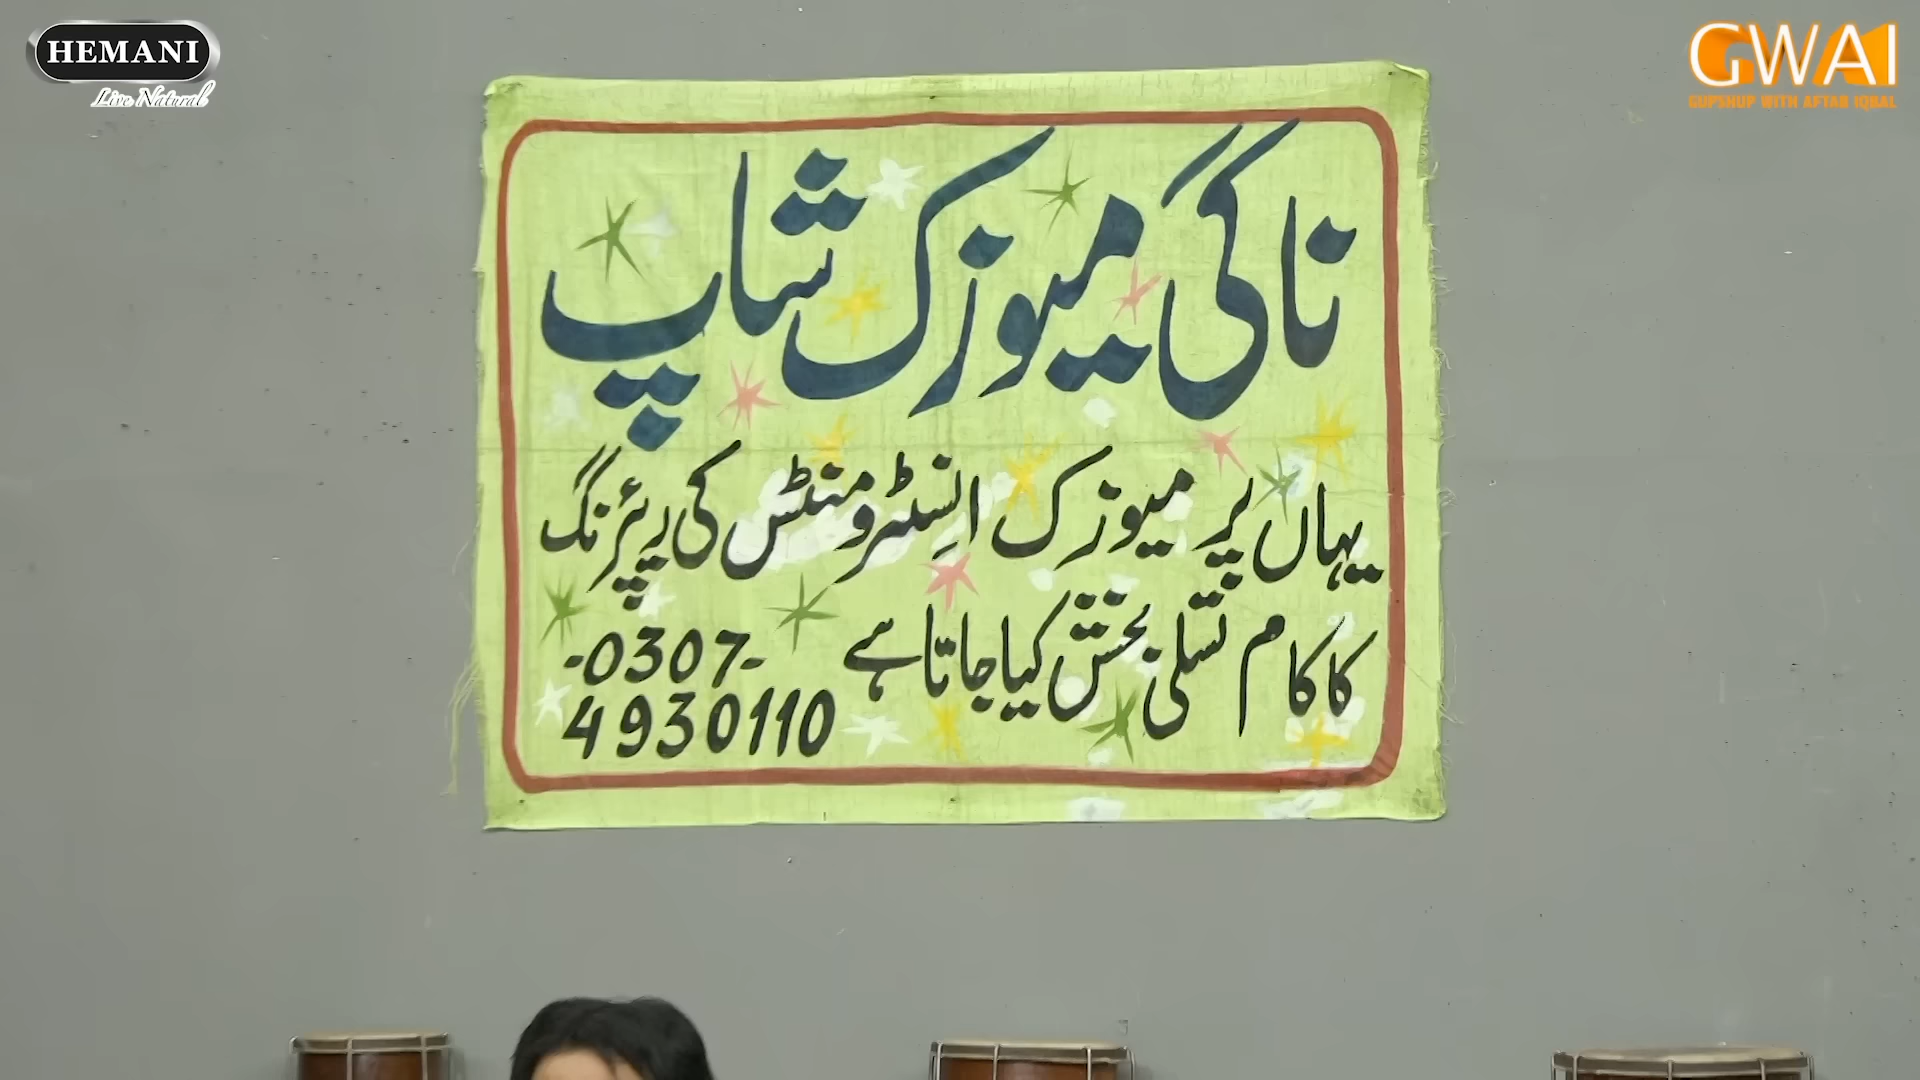 HEMANI
Live Natural
GWAI
GUPSHUP WITH AFTAB IQBAL
ناگی میوزک شاپ
یہاں پر میوزک انسٹرومنٹس کی رپئرنگ
کا کام تسلی بخش کیا جاتا ہے
-0307-
4930110